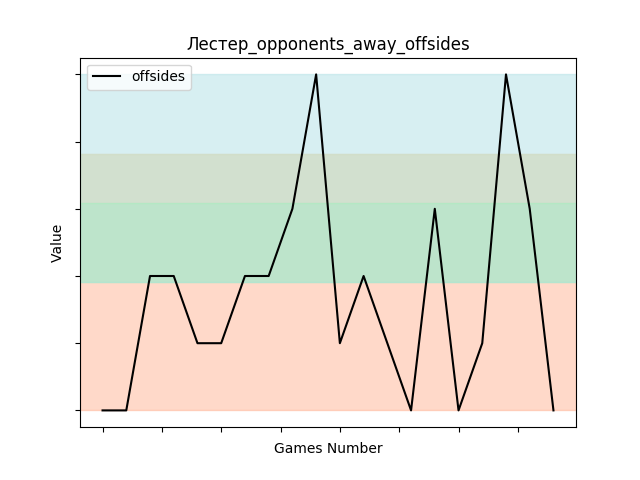 Лестер_opponents_away_offsides
offsides
Value
Games Number